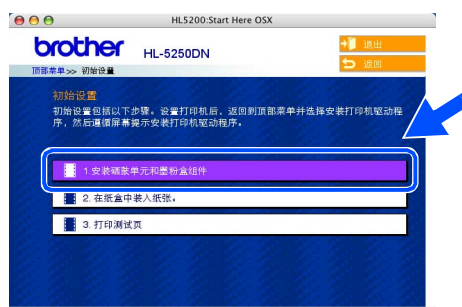 HL5200:Start Here OSX
brother HL-5250DN
退出
返回
顶部菜单>> 初始设置
初始设置
初始设置包括以下步骤。设置打印机后，返回到顶部菜单并选择安装打印机驱动程
序，然后遵循屏幕提示安装打印机驱动程序。
1.安装硒鼓单元和墨粉盒组件
2. 在纸盒中装入纸张。
3. 打印测试页